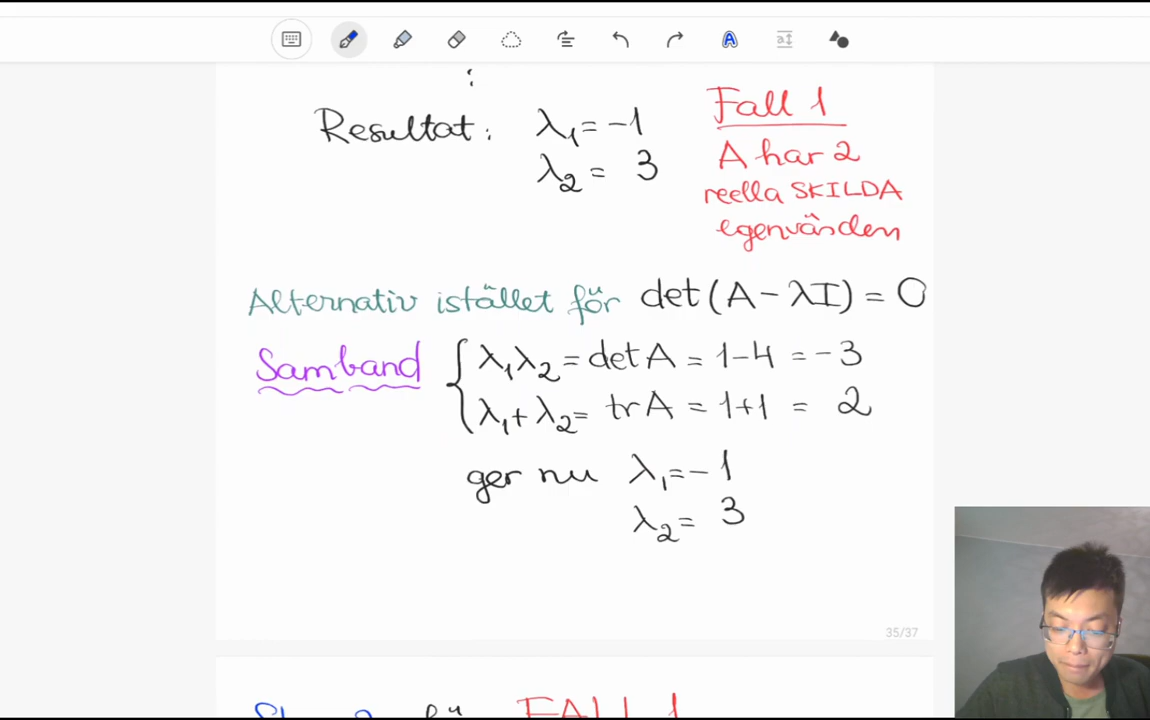 Resultat: λ₁ = -1
λ₂ = 3
Fall 1
A har 2
reella SKILDA
egenvärden
Alternativ istället för det(A - λI) = 0
Samband { λ₁λ₂ = det A = 1-4 = -3
λ₁ + λ₂ = tr A = 1+1 = 2
ger nu λ₁ = -1
λ₂ = 3
35/37
FALL 1